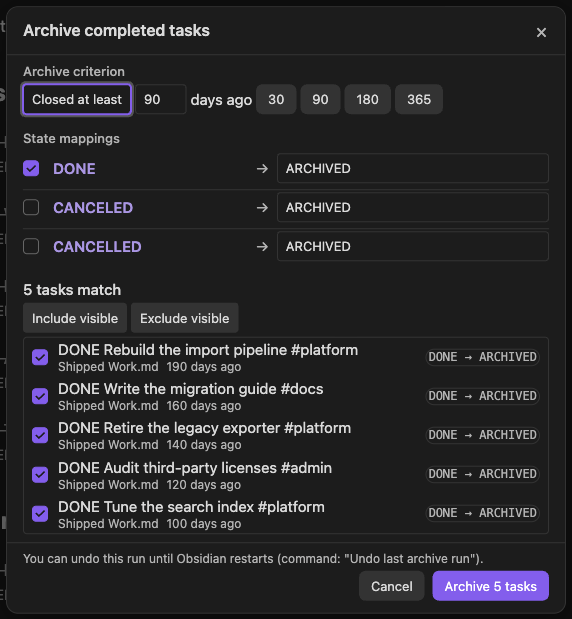 Archive completed tasks ×
Archive criterion
Closed at least 90 days ago 30 90 180 365
State mappings
DONE → ARCHIVED
CANCELED → ARCHIVED
CANCELLED → ARCHIVED
5 tasks match
Include visible Exclude visible
DONE Rebuild the import pipeline #platform DONE → ARCHIVED
Shipped Work.md 190 days ago
DONE Write the migration guide #docs DONE → ARCHIVED
Shipped Work.md 160 days ago
DONE Retire the legacy exporter #platform DONE → ARCHIVED
Shipped Work.md 140 days ago
DONE Audit third-party licenses #admin DONE → ARCHIVED
Shipped Work.md 120 days ago
DONE Tune the search index #platform DONE → ARCHIVED
Shipped Work.md 100 days ago
You can undo this run until Obsidian restarts (command: "Undo last archive run").
Cancel Archive 5 tasks